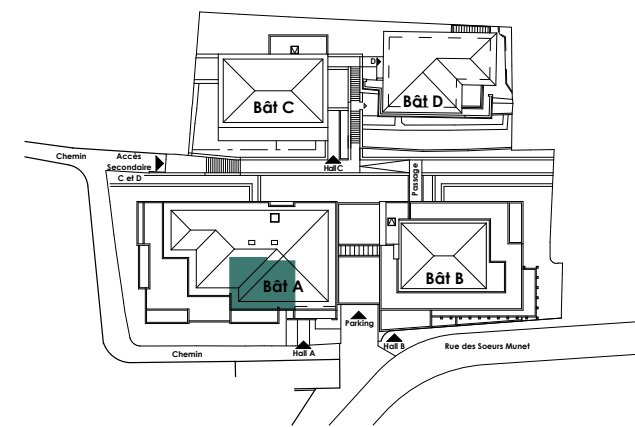 D
Bât C
Bât D
Chemin
Accès
Secondaire
C et D
Hall C
Passage
Bât A
Bât B
Parking
Chemin
Hall A
Hall B
Rue des Soeurs Munet